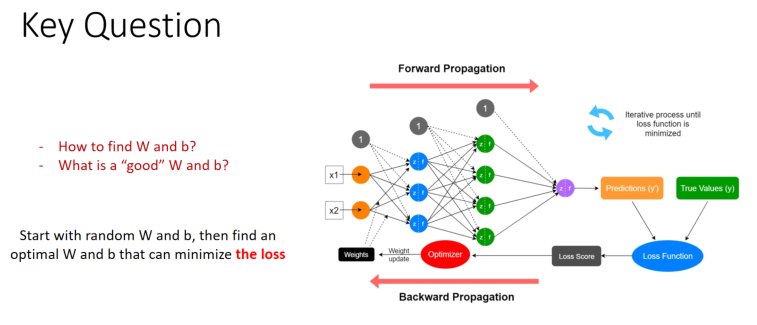 Key Question
- How to find W and b?
- What is a “good” W and b?
Start with random W and b, then find an
optimal W and b that can minimize the loss
Forward Propagation
1
1
1
x1
x2
z f
z f
z f
z f
z f
z f
z f
z f
Predictions (y')
True Values (y)
Iterative process until
loss function is
minimized
Weights
Weight
update
Optimizer
Loss Score
Loss Function
Backward Propagation